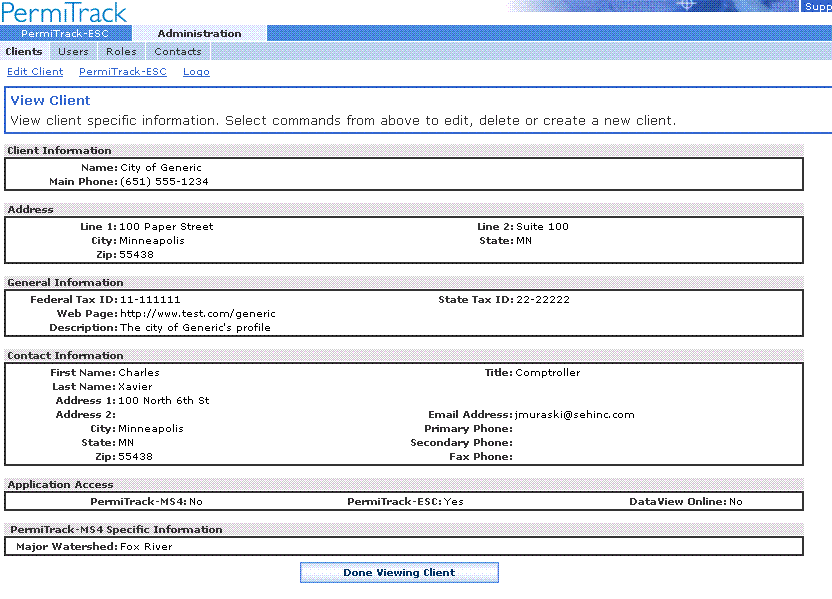 PermiTrack
Supp
PermiTrack-ESC Administration
Clients Users Roles Contacts
Edit Client PermiTrack-ESC Logo
View Client
View client specific information. Select commands from above to edit, delete or create a new client.
Client Information
Name: City of Generic
Main Phone: (651) 555-1234
Address
Line 1: 100 Paper Street Line 2: Suite 100
City: Minneapolis State: MN
Zip: 55438
General Information
Federal Tax ID: 11-111111 State Tax ID: 22-22222
Web Page: http://www.test.com/generic
Description: The city of Generic's profile
Contact Information
First Name: Charles Title: Comptroller
Last Name: Xavier
Address 1: 100 North 6th St
Address 2: Email Address: jmuraski@sehinc.com
City: Minneapolis Primary Phone:
State: MN Secondary Phone:
Zip: 55438 Fax Phone:
Application Access
PermiTrack-MS4: No PermiTrack-ESC: Yes DataView Online: No
PermiTrack-MS4 Specific Information
Major Watershed: Fox River
Done Viewing Client